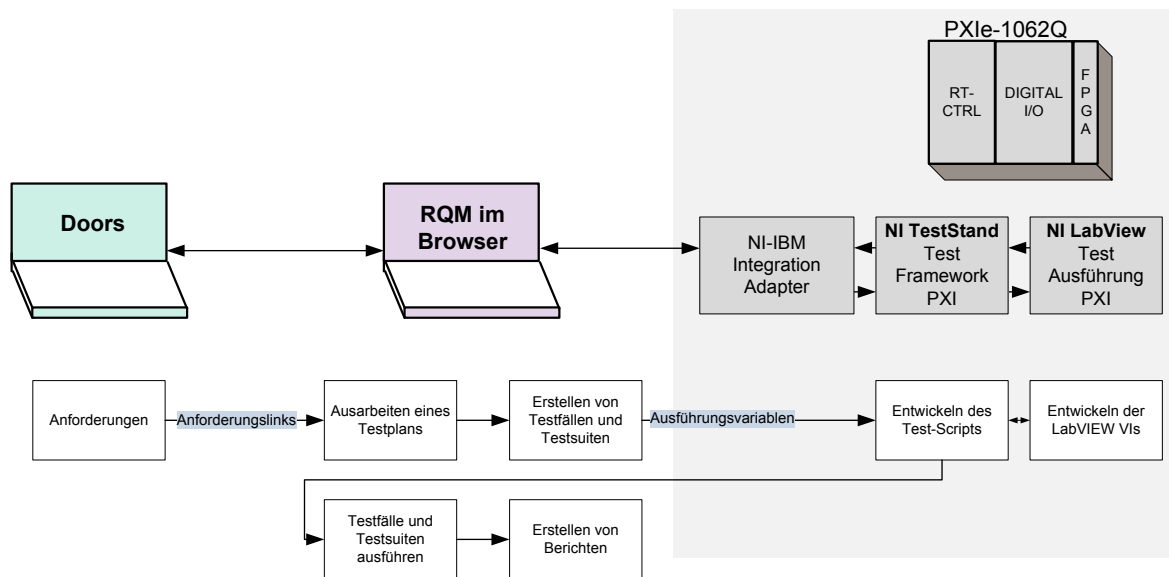 PXIe-1062Q
RT-
CTRL
DIGITAL
I/O
F
P
G
A
Doors
RQM im
Browser
NI-IBM
Integration
Adapter
NI TestStand
Test
Framework
PXI
NI LabView
Test
Ausführung
PXI
Anforderungen
Anforderungslinks
Ausarbeiten eines
Testplans
Erstellen von
Testfällen und
Testsuiten
Ausführungsvariablen
Entwickeln des
Test-Scripts
Entwickeln der
LabVIEW VIs
Testfälle und
Testsuiten
ausführen
Erstellen von
Berichten